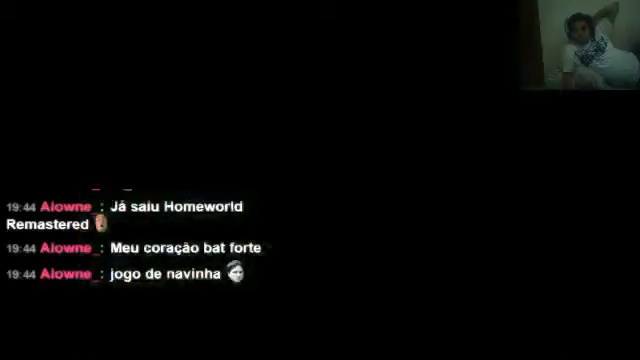 19:44 Alowne_: Já saiu Homeworld
Remastered
19:44 Alowne_: Meu coração bat forte
19:44 Alowne_: jogo de navinha